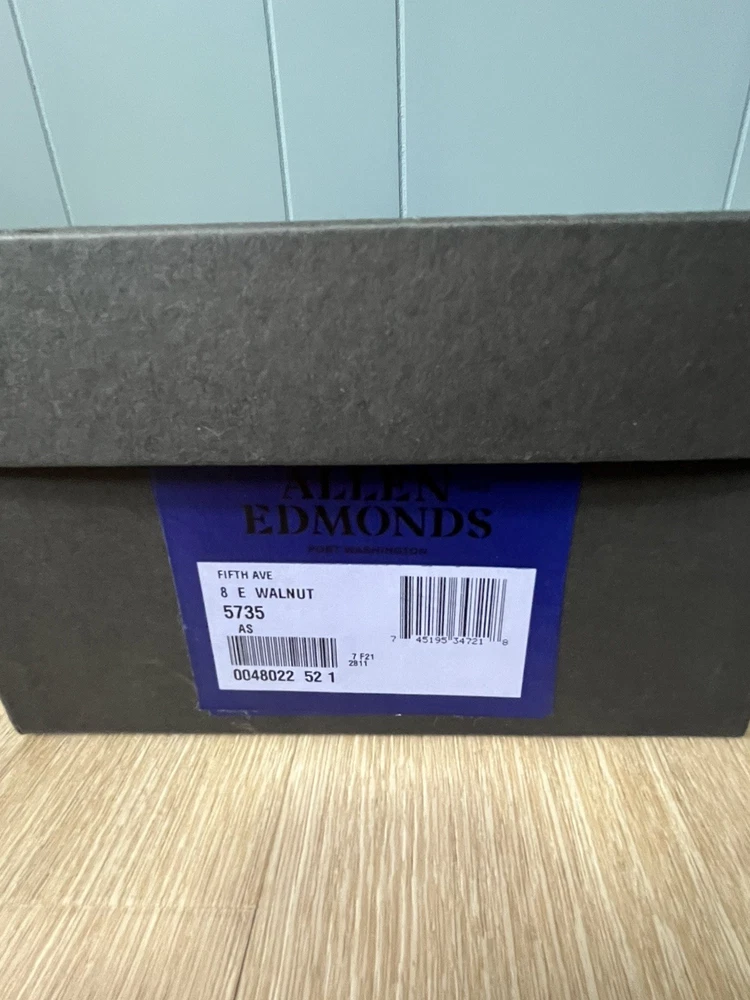 ALLEN
EDMONDS
PORT WASHINGTON
FIFTH AVE
8 E WALNUT
5735
AS
7 45195 34721 8
7 F21
2811
0048022 52 1